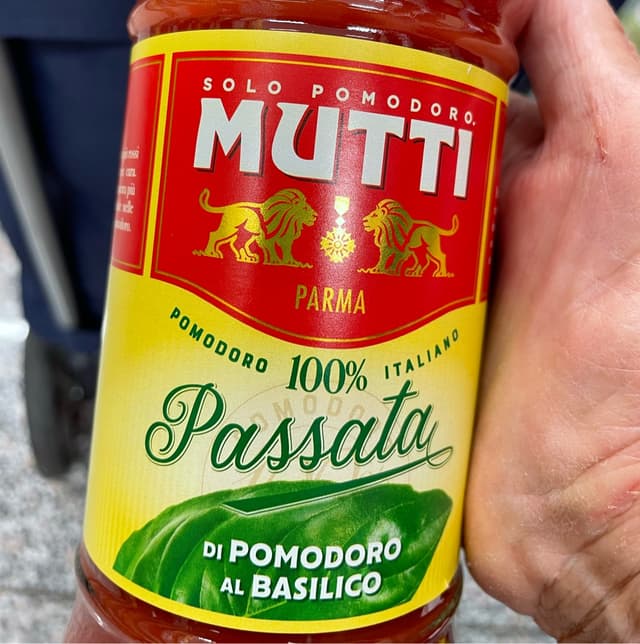 SOLO POMODORO.
MUTTI
PARMA
POMODORO 100% ITALIANO
Passata
DI POMODORO
AL BASILICO